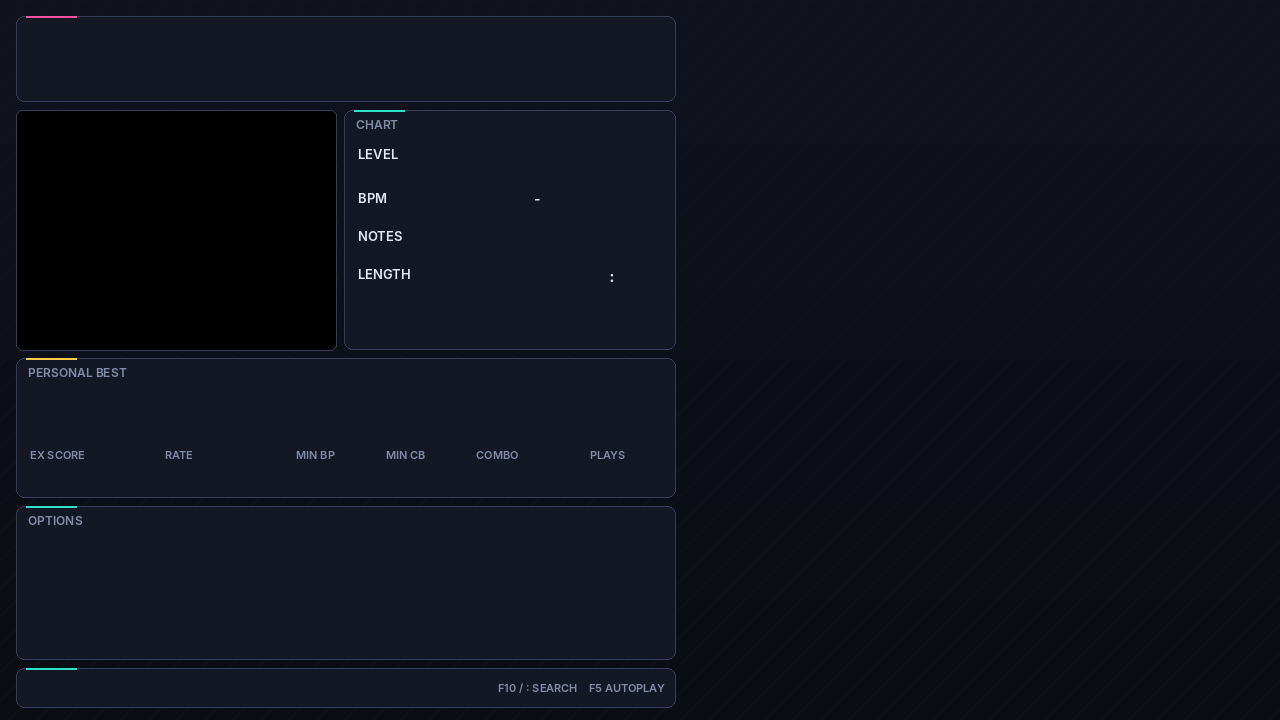 CHART
LEVEL
BPM -
NOTES
LENGTH :
PERSONAL BEST
EX SCORE RATE MIN BP MIN CB COMBO PLAYS
OPTIONS
F10 / : SEARCH F5 AUTOPLAY